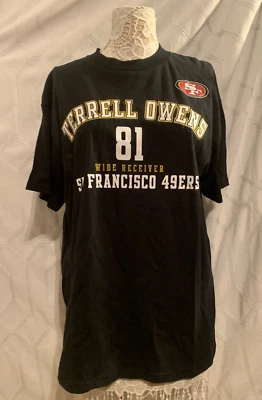 SF
TERRELL OWENS
81
WIDE RECEIVER
S FRANCISCO 49ERS